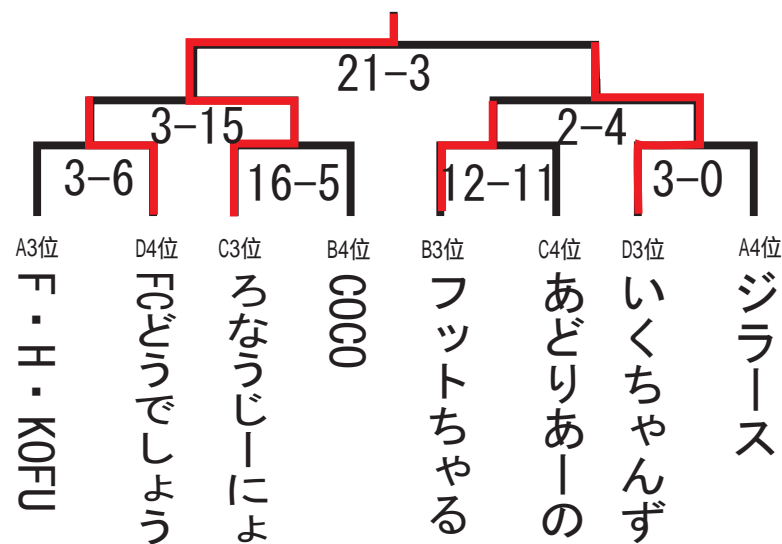 21-3
3-15
2-4
3-6
16-5
12-11
3-0
A3位
D4位
C3位
B4位
B3位
C4位
D3位
A4位
F・H・KOFU
FCどうでしょう
ろなうじーにょ
COCO
フットちゃる
あどりあーの
いくちゃんず
ジラース